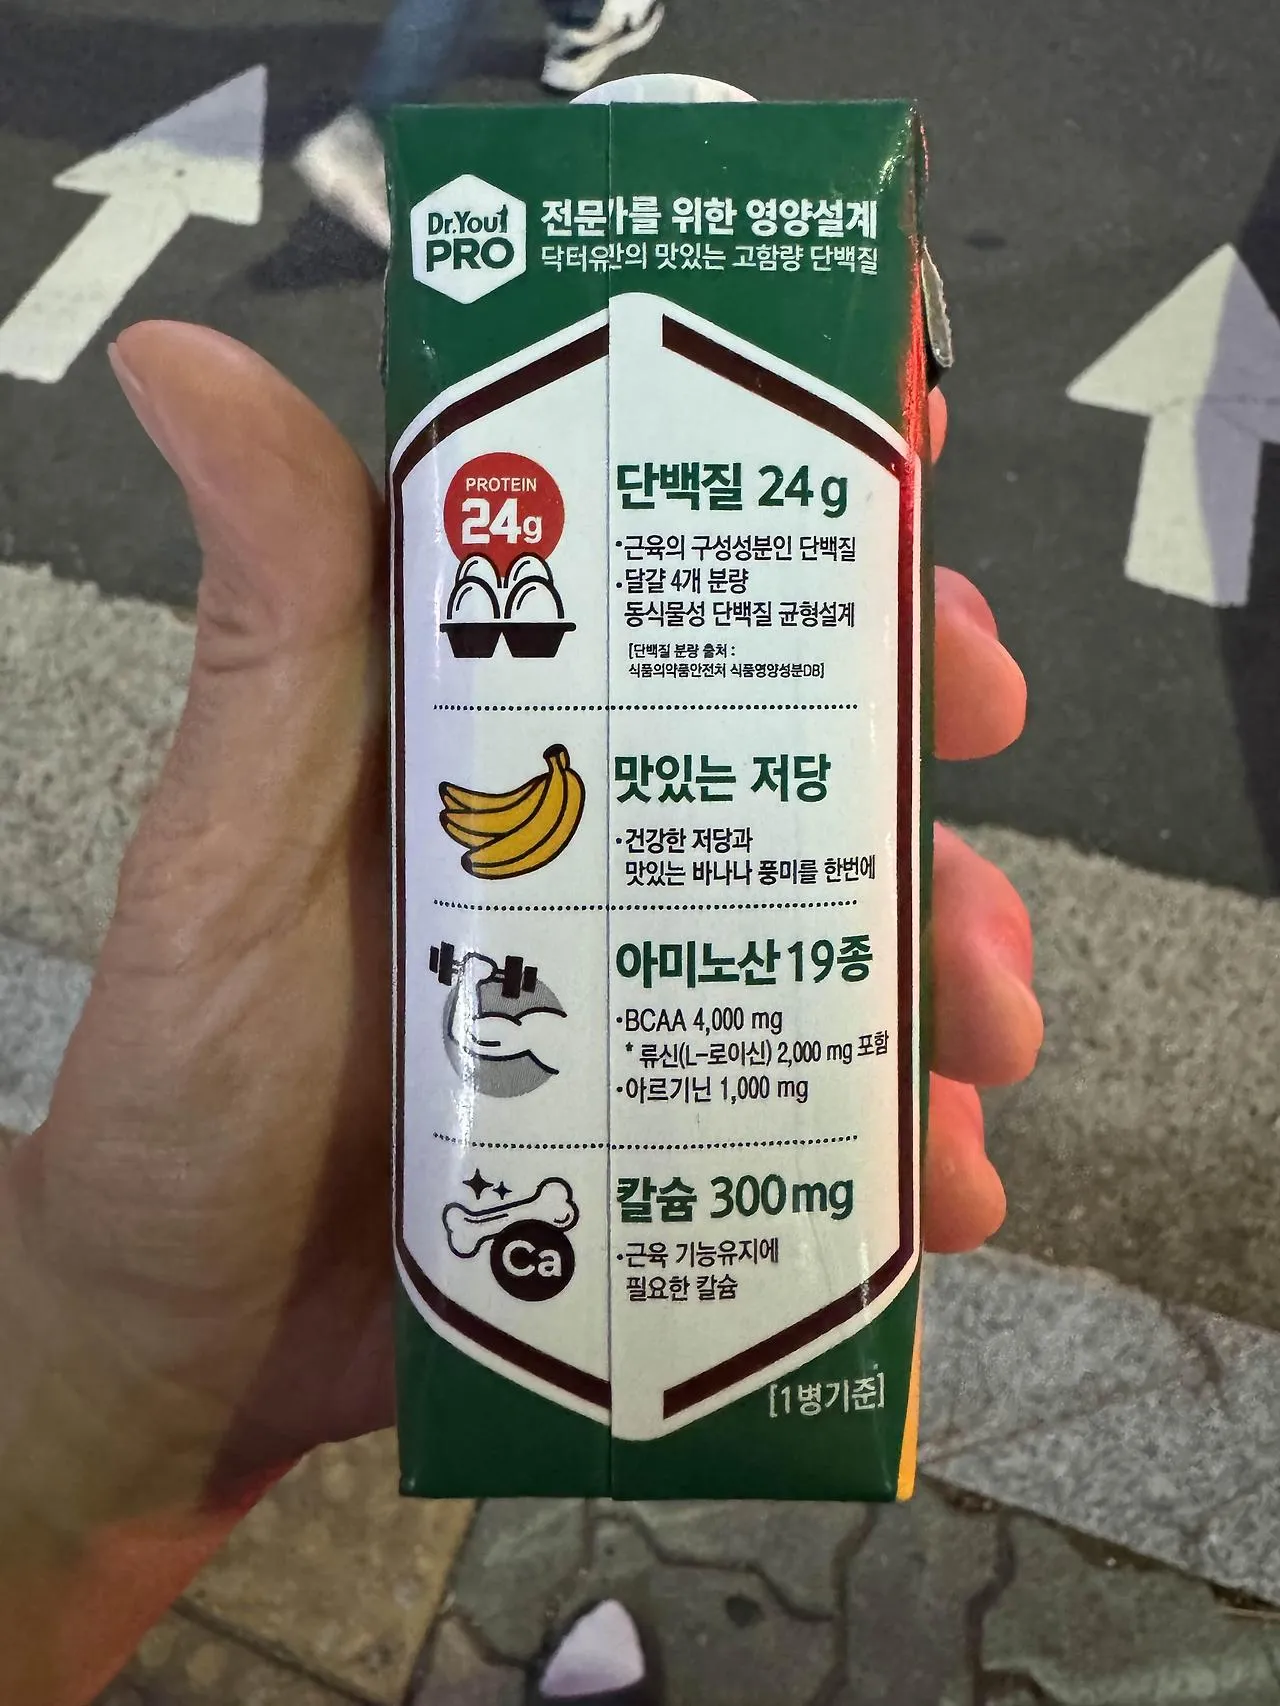 Dr.You
PRO
전문가를 위한 영양설계
닥터유만의 맛있는 고함량 단백질
PROTEIN
24g
단백질 24g
·근육의 구성성분인 단백질
·달걀 4개 분량
동식물성 단백질 균형설계
[단백질 분량 출처 :
식품의약품안전처 식품영양성분DB]
맛있는 저당
·건강한 저당과
맛있는 바나나 풍미를 한번에
아미노산 19종
·BCAA 4,000 mg
* 류신(L-로이신) 2,000 mg 포함
·아르기닌 1,000 mg
Ca
칼슘 300mg
·근육 기능유지에
필요한 칼슘
[1병기준]